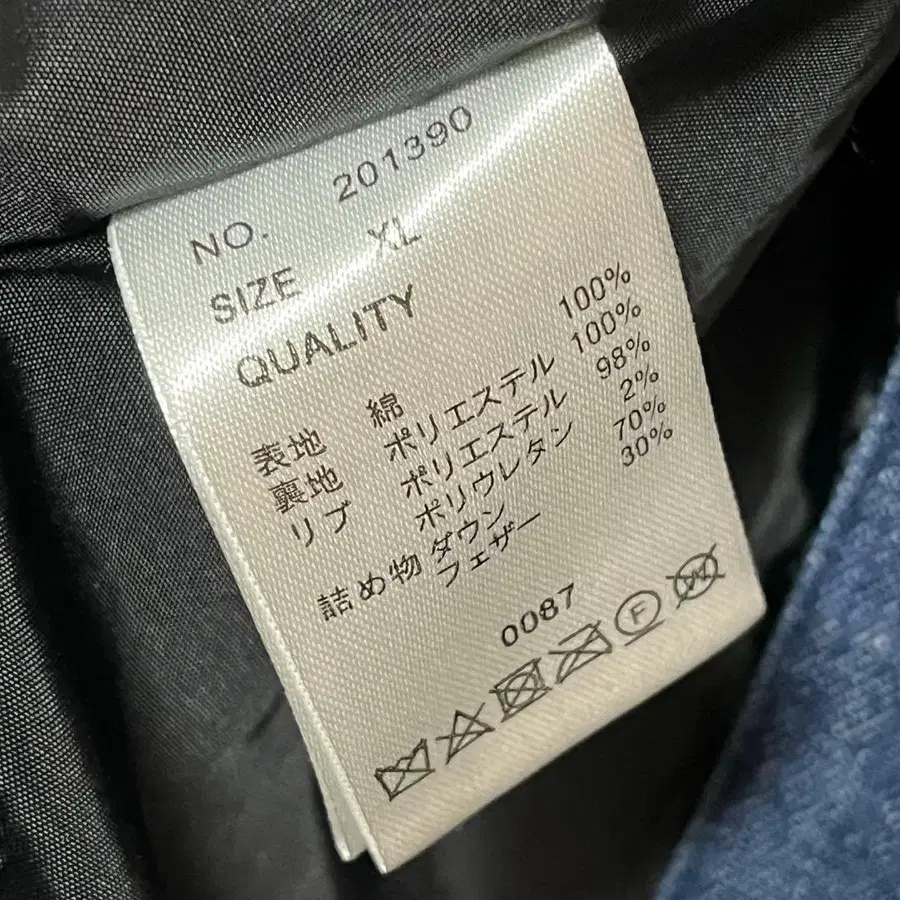 NO. 201390
SIZE XL
QUALITY
表地 綿 100%
裏地 ポリエステル 100%
リブ ポリエステル 98%
ポリウレタン 2%
詰め物 ダウン 70%
フェザー 30%
0087
F
W